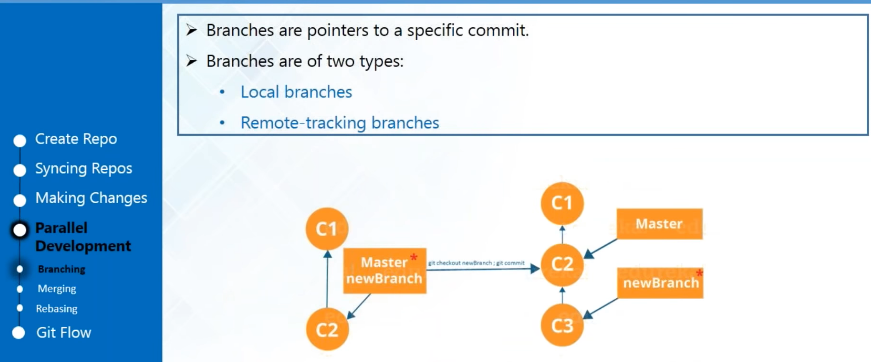 Branches are pointers to a specific commit.
Branches are of two types:
Local branches
Remote-tracking branches
Create Repo
Syncing Repos
Making Changes
Parallel
Development
Branching
Merging
Rebasing
Git Flow
C1
Master *
newBranch
C2
git checkout newBranch ; git commit
C1
Master
C2
newBranch *
C3